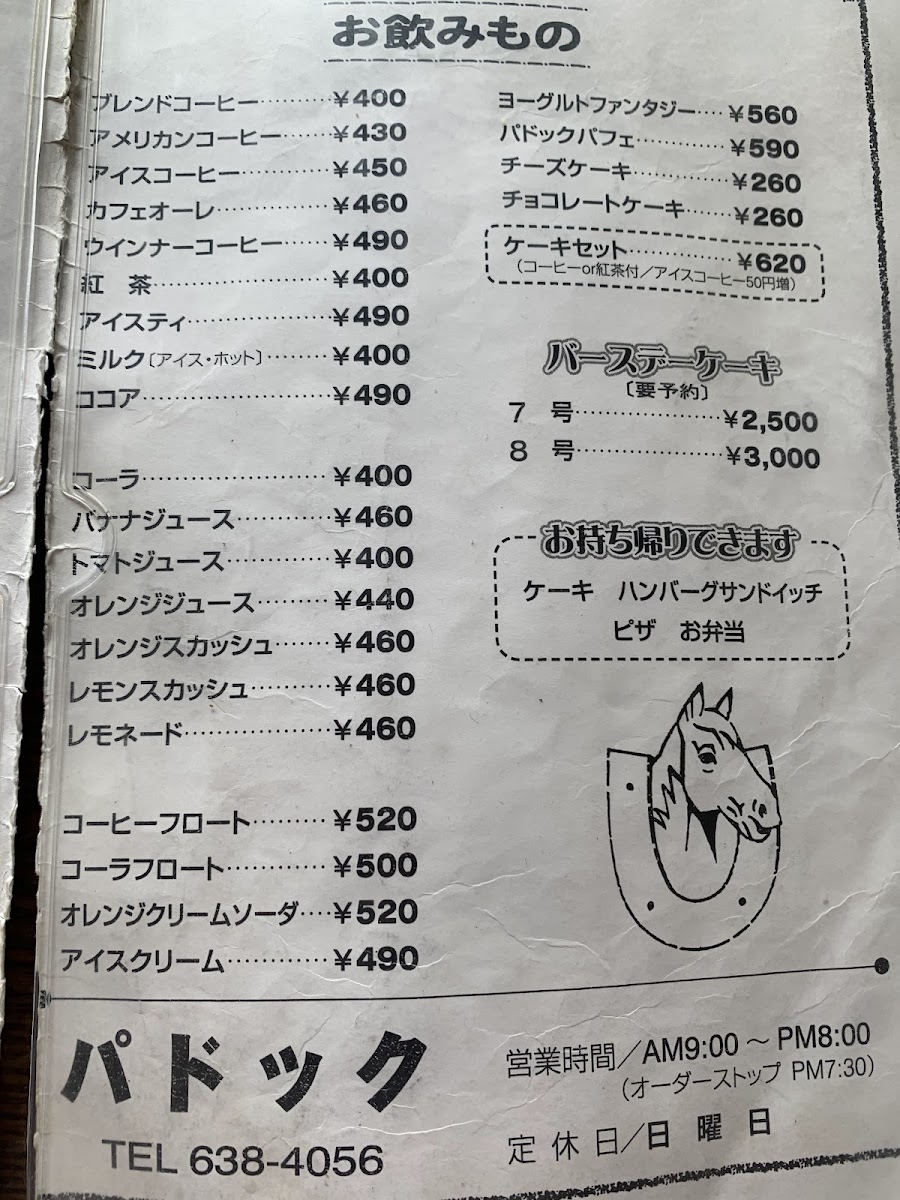 お飲みもの
ブレンドコーヒー………¥400
アメリカンコーヒー……¥430
アイスコーヒー…………¥450
カフェオーレ……………¥460
ウインナーコーヒー……¥490
紅　茶……………………¥400
アイスティ………………¥490
ミルク〔アイス・ホット〕………¥400
ココア……………………¥490
コーラ……………………¥400
バナナジュース…………¥460
トマトジュース…………¥400
オレンジジュース………¥440
オレンジスカッシュ……¥460
レモンスカッシュ………¥460
レモネード………………¥460
コーヒーフロート………¥520
コーラフロート…………¥500
オレンジクリームソーダ…¥520
アイスクリーム…………¥490
ヨーグルトファンタジー…¥560
パドックパフェ…………¥590
チーズケーキ……………¥260
チョコレートケーキ……¥260
ケーキセット……………¥620
（コーヒーor紅茶付／アイスコーヒー50円増）
バースデーケーキ
〔要予約〕
7　号……………………¥2,500
8　号……………………¥3,000
お持ち帰りできます
ケーキ　ハンバーグサンドイッチ
ピザ　お弁当
パドック
TEL 638-4056
営業時間／AM9:00～PM8:00
（オーダーストップ PM7:30）
定休日／日曜日